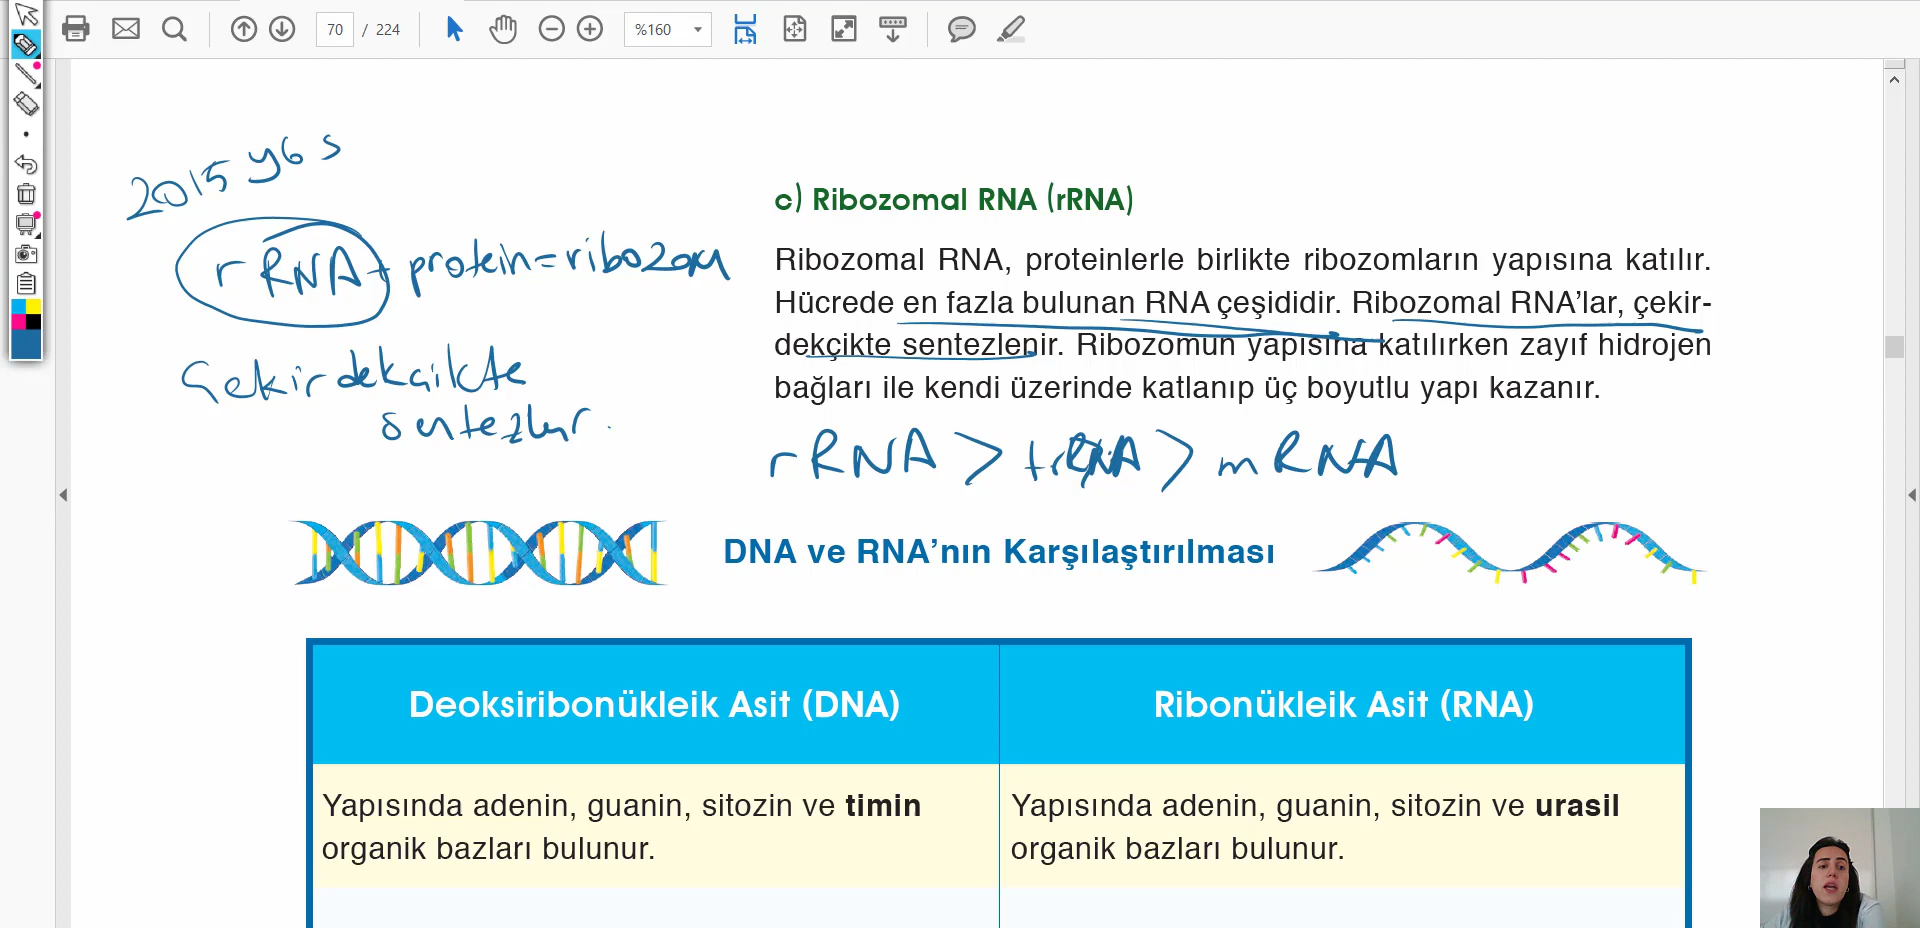 70 / 224
%160
2015 YGS
rRNA + protein = ribozom
Çekirdekçikte
sentezlenir.
c) Ribozomal RNA (rRNA)
Ribozomal RNA, proteinlerle birlikte ribozomların yapısına katılır.
Hücrede en fazla bulunan RNA çeşididir. Ribozomal RNA’lar, çekir-
dekçikte sentezlenir. Ribozomun yapısına katılırken zayıf hidrojen
bağları ile kendi üzerinde katlanıp üç boyutlu yapı kazanır.
rRNA > tRNA > mRNA
DNA ve RNA’nın Karşılaştırılması
Deoksiribonükleik Asit (DNA)
Ribonükleik Asit (RNA)
Yapısında adenin, guanin, sitozin ve timin
organik bazları bulunur.
Yapısında adenin, guanin, sitozin ve urasil
organik bazları bulunur.